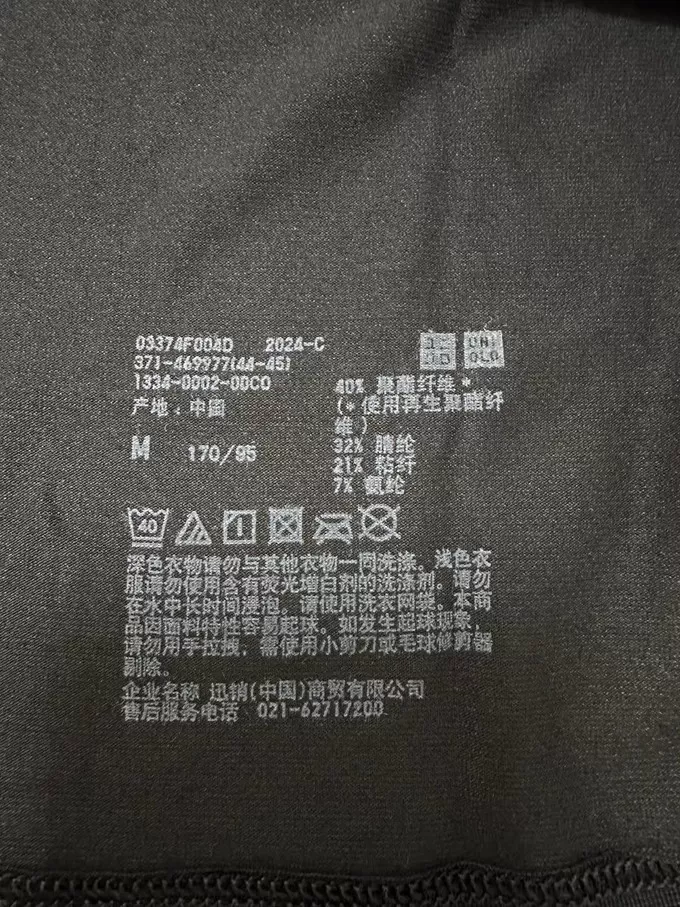 03374F004D 2024-C
371-469977(44-45)
1334-0002-00C0
产地：中国
M 170/95
ユニ
クロ
UNI
QLO
40% 聚酯纤维*
(*使用再生聚酯纤
维)
32% 腈纶
21% 粘纤
7% 氨纶
40
深色衣物请勿与其他衣物一同洗涤。浅色衣
服请勿使用含有荧光增白剂的洗涤剂。请勿
在水中长时间浸泡。请使用洗衣网袋。本商
品因面料特性容易起球。如发生起球现象，
请勿用手拉拽，需使用小剪刀或毛球修剪器
剔除。
企业名称 迅销(中国)商贸有限公司
售后服务电话 021-62717200